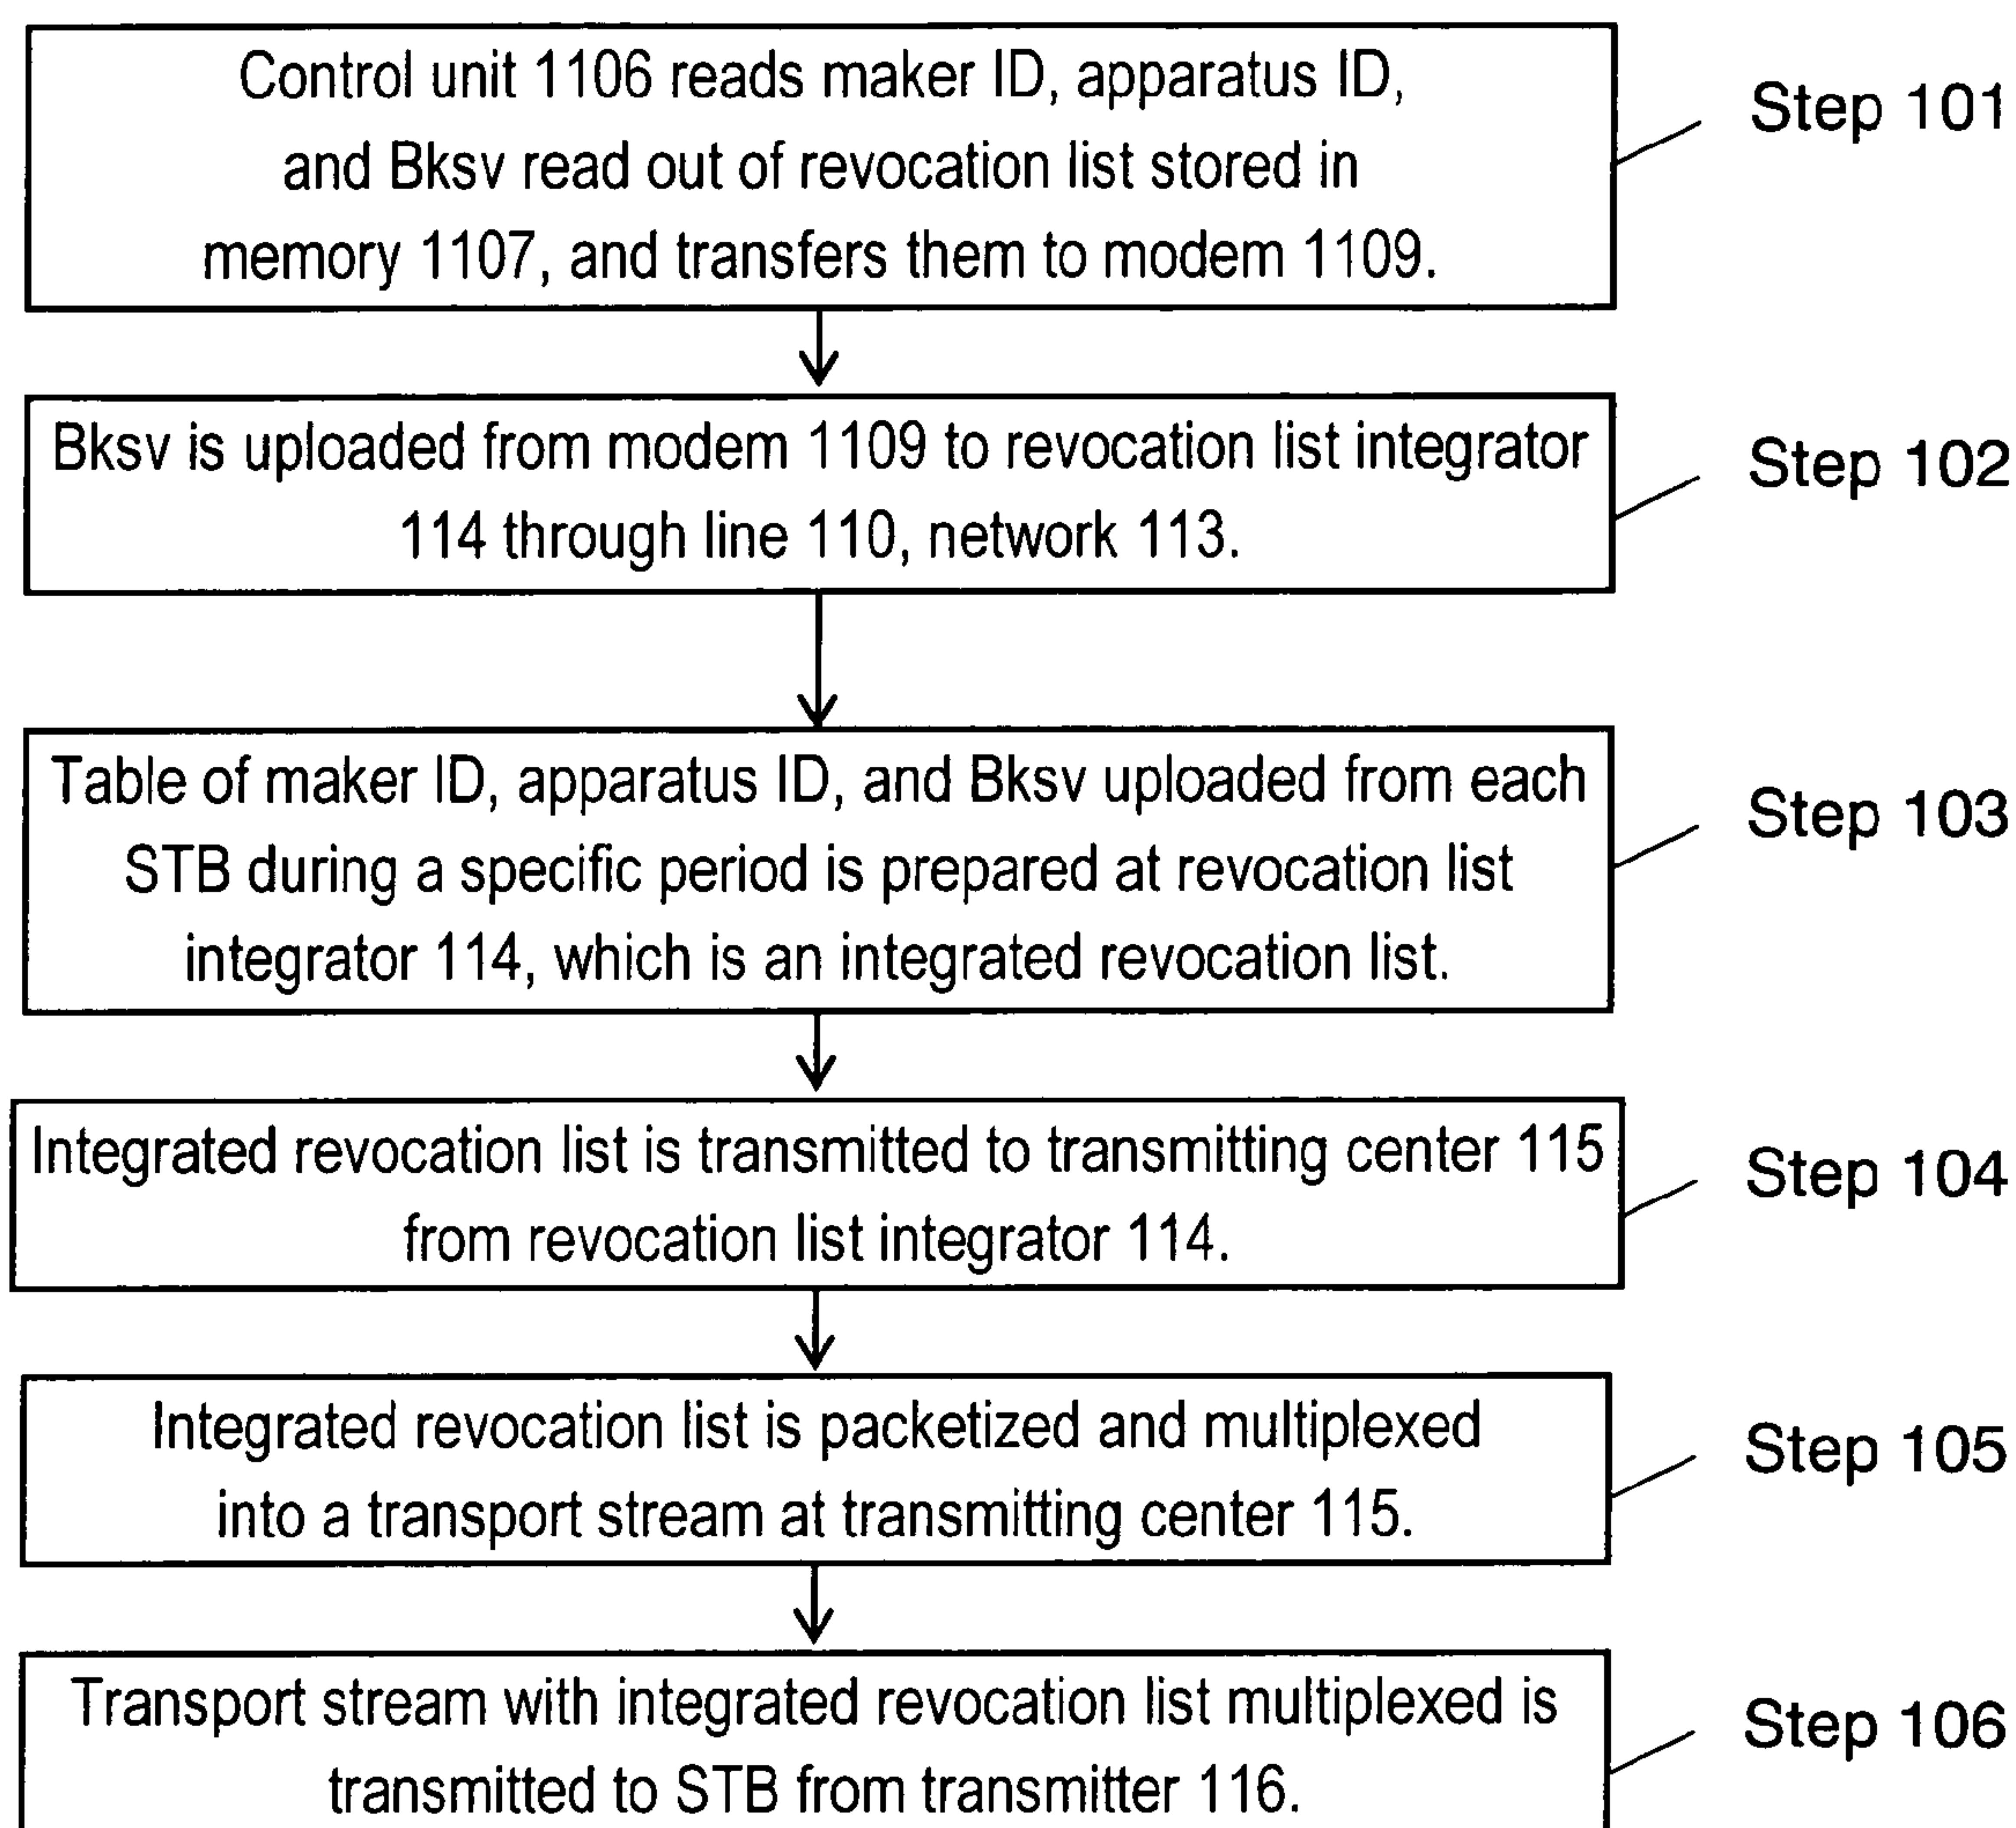 Control unit 1106 reads maker ID, apparatus ID,
and Bksv read out of revocation list stored in
memory 1107, and transfers them to modem 1109.
Step 101
Bksv is uploaded from modem 1109 to revocation list integrator
114 through line 110, network 113.
Step 102
Table of maker ID, apparatus ID, and Bksv uploaded from each
STB during a specific period is prepared at revocation list
integrator 114, which is an integrated revocation list.
Step 103
Integrated revocation list is transmitted to transmitting center 115
from revocation list integrator 114.
Step 104
Integrated revocation list is packetized and multiplexed
into a transport stream at transmitting center 115.
Step 105
Transport stream with integrated revocation list multiplexed is
transmitted to STB from transmitter 116.
Step 106